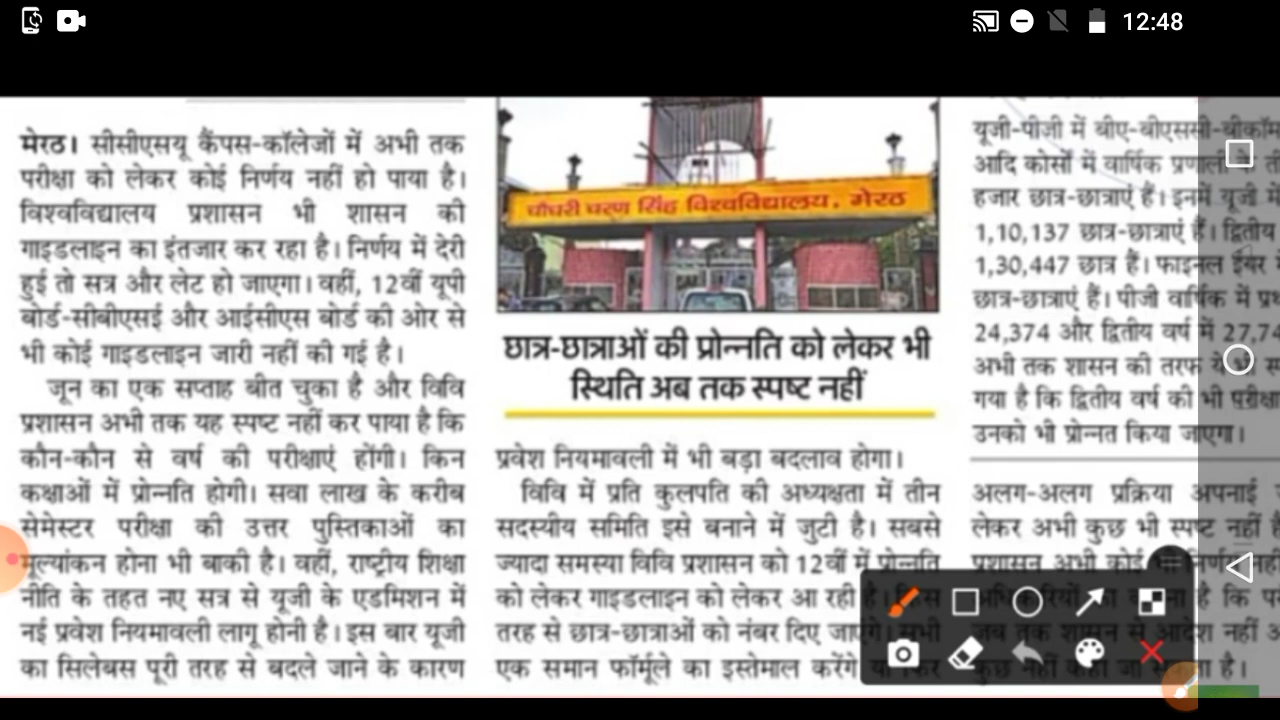 12:48
मेरठ। सीसीएसयू कैंपस-कॉलेजों में अभी तक
परीक्षा को लेकर कोई निर्णय नहीं हो पाया है।
विश्वविद्यालय प्रशासन भी शासन की
गाइडलाइन का इंतजार कर रहा है। निर्णय में देरी
हुई तो सत्र और लेट हो जाएगा। वहीं, 12वीं यूपी
बोर्ड-सीबीएसई और आईसीएस बोर्ड की ओर से
भी कोई गाइडलाइन जारी नहीं की गई है।
जून का एक सप्ताह बीत चुका है और विवि
प्रशासन अभी तक यह स्पष्ट नहीं कर पाया है कि
कौन-कौन से वर्ष की परीक्षाएं होंगी। किन
कक्षाओं में प्रोन्नति होगी। सवा लाख के करीब
सेमेस्टर परीक्षा की उत्तर पुस्तिकाओं का
मूल्यांकन होना भी बाकी है। वहीं, राष्ट्रीय शिक्षा
नीति के तहत नए सत्र से यूजी के एडमिशन में
नई प्रवेश नियमावली लागू होनी है। इस बार यूजी
का सिलेबस पूरी तरह से बदले जाने के कारण
चौधरी चरण सिंह विश्वविद्यालय, मेरठ
छात्र-छात्राओं की प्रोन्नति को लेकर भी
स्थिति अब तक स्पष्ट नहीं
प्रवेश नियमावली में भी बड़ा बदलाव होगा।
विवि में प्रति कुलपति की अध्यक्षता में तीन
सदस्यीय समिति इसे बनाने में जुटी है। सबसे
ज्यादा समस्या विवि प्रशासन को 12वीं में प्रोन्नति
को लेकर गाइडलाइन को लेकर आ रही है। किस
तरह से छात्र-छात्राओं को नंबर दिए जाएंगे। सभी
एक समान फॉर्मूले का इस्तेमाल करेंगे या फिर
यूजी-पीजी में बीए-बीएससी-बीकॉम
आदि कोर्सों में वार्षिक प्रणाली के
हजार छात्र-छात्राएं हैं। इनमें यूजी में
1,10,137 छात्र-छात्राएं हैं। द्वितीय
1,30,447 छात्र हैं। फाइनल ईयर
छात्र-छात्राएं हैं। पीजी वार्षिक में
24,374 और द्वितीय वर्ष में
अभी तक शासन की तरफ
गया है कि द्वितीय वर्ष की भी परीक्षा
उनको भी प्रोन्नत किया जाएगा।
अलग-अलग प्रक्रिया अपनाई
लेकर अभी कुछ भी स्पष्ट नहीं
प्रशासन अभी कोई
है कि
जब तक शासन से आदेश नहीं
कुछ नहीं कहा जा सकता है।